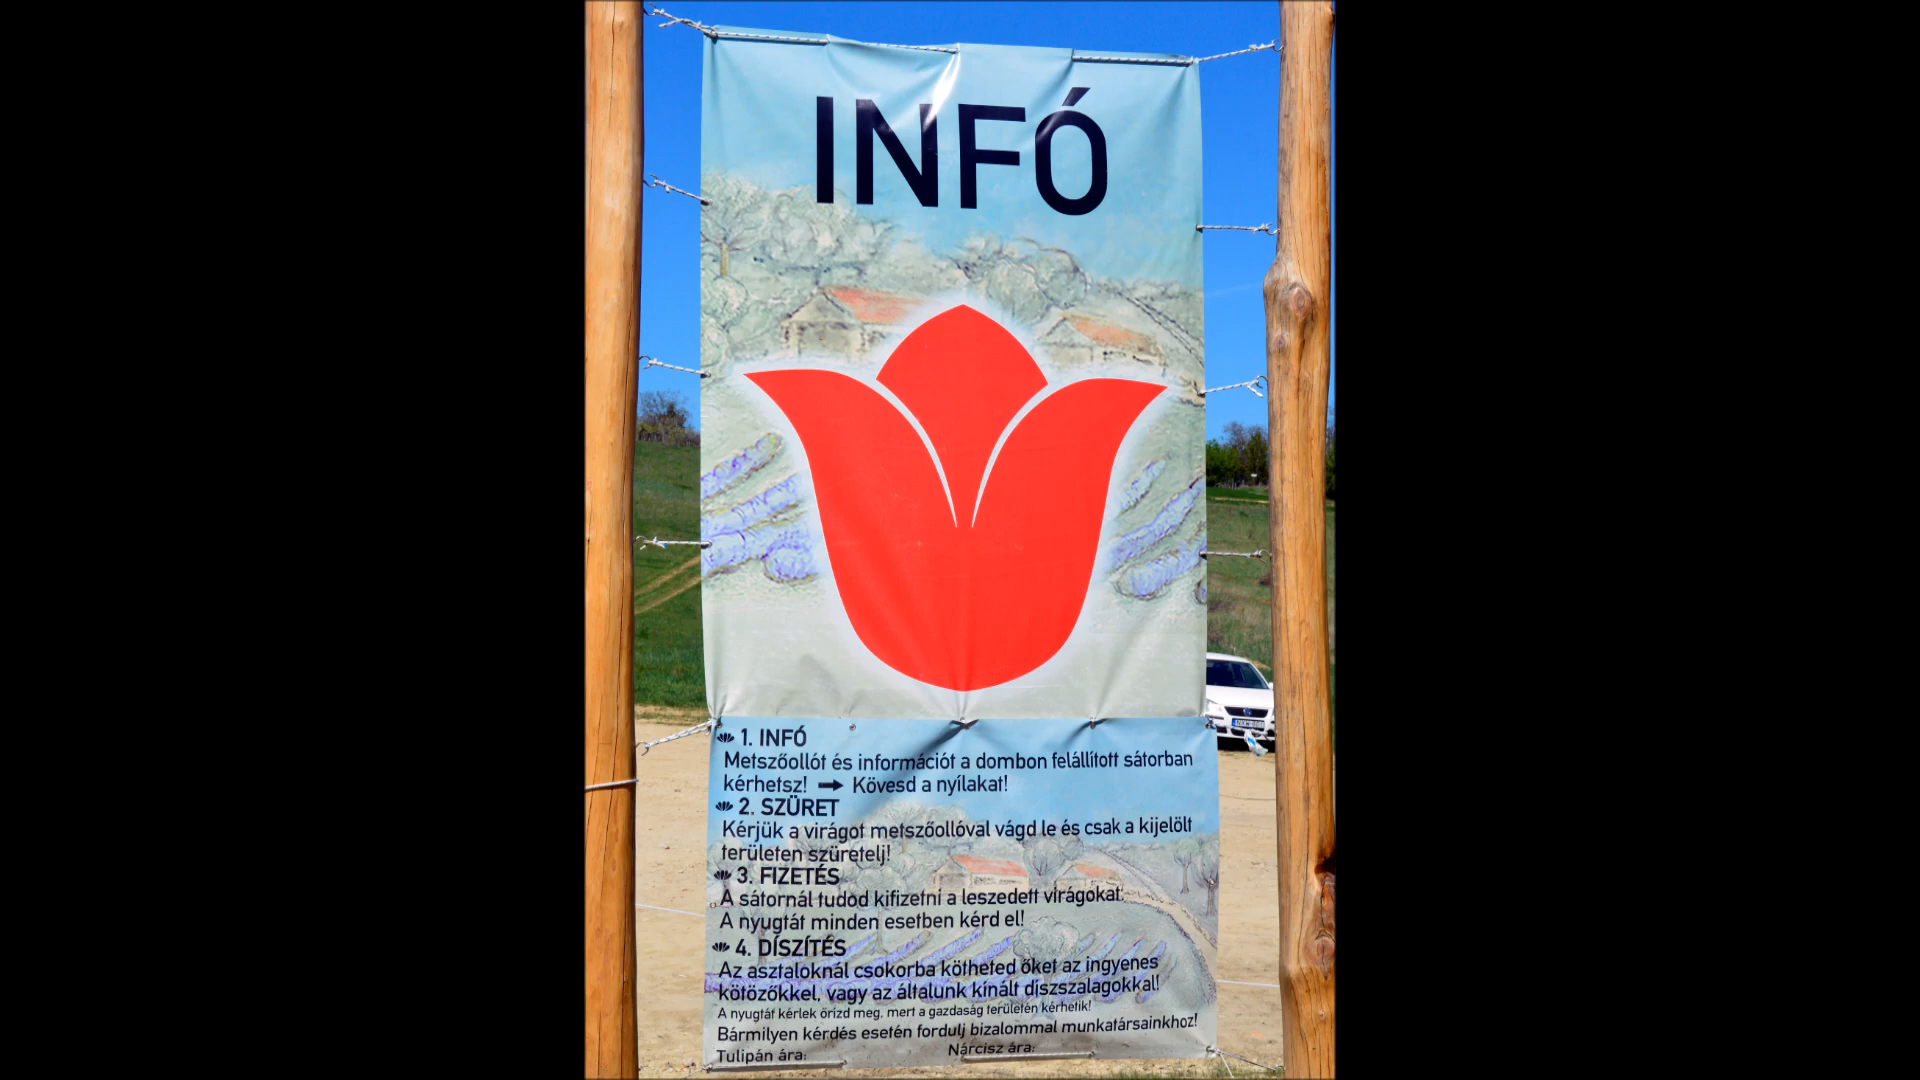 INFÓ
1. INFÓ
Metszőollót és információt a dombon felállított sátorban
kérhetsz! ➞ Kövesd a nyílakat!
2. SZÜRET
Kérjük a virágot metszőollóval vágd le és csak a kijelölt
területen szüretelj!
3. FIZETÉS
A sátornál tudod kifizetni a leszedett virágokat.
A nyugtát minden esetben kérd el!
4. DÍSZÍTÉS
Az asztaloknál csokorba kötheted őket az ingyenes
kötözőkkel, vagy az általunk kínált díszszalagokkal!
A nyugtát kérlek őrizd meg, mert a gazdaság területén kérhetik!
Bármilyen kérdés esetén fordulj bizalommal munkatársainkhoz!
Tulipán ára: Nárcisz ára: